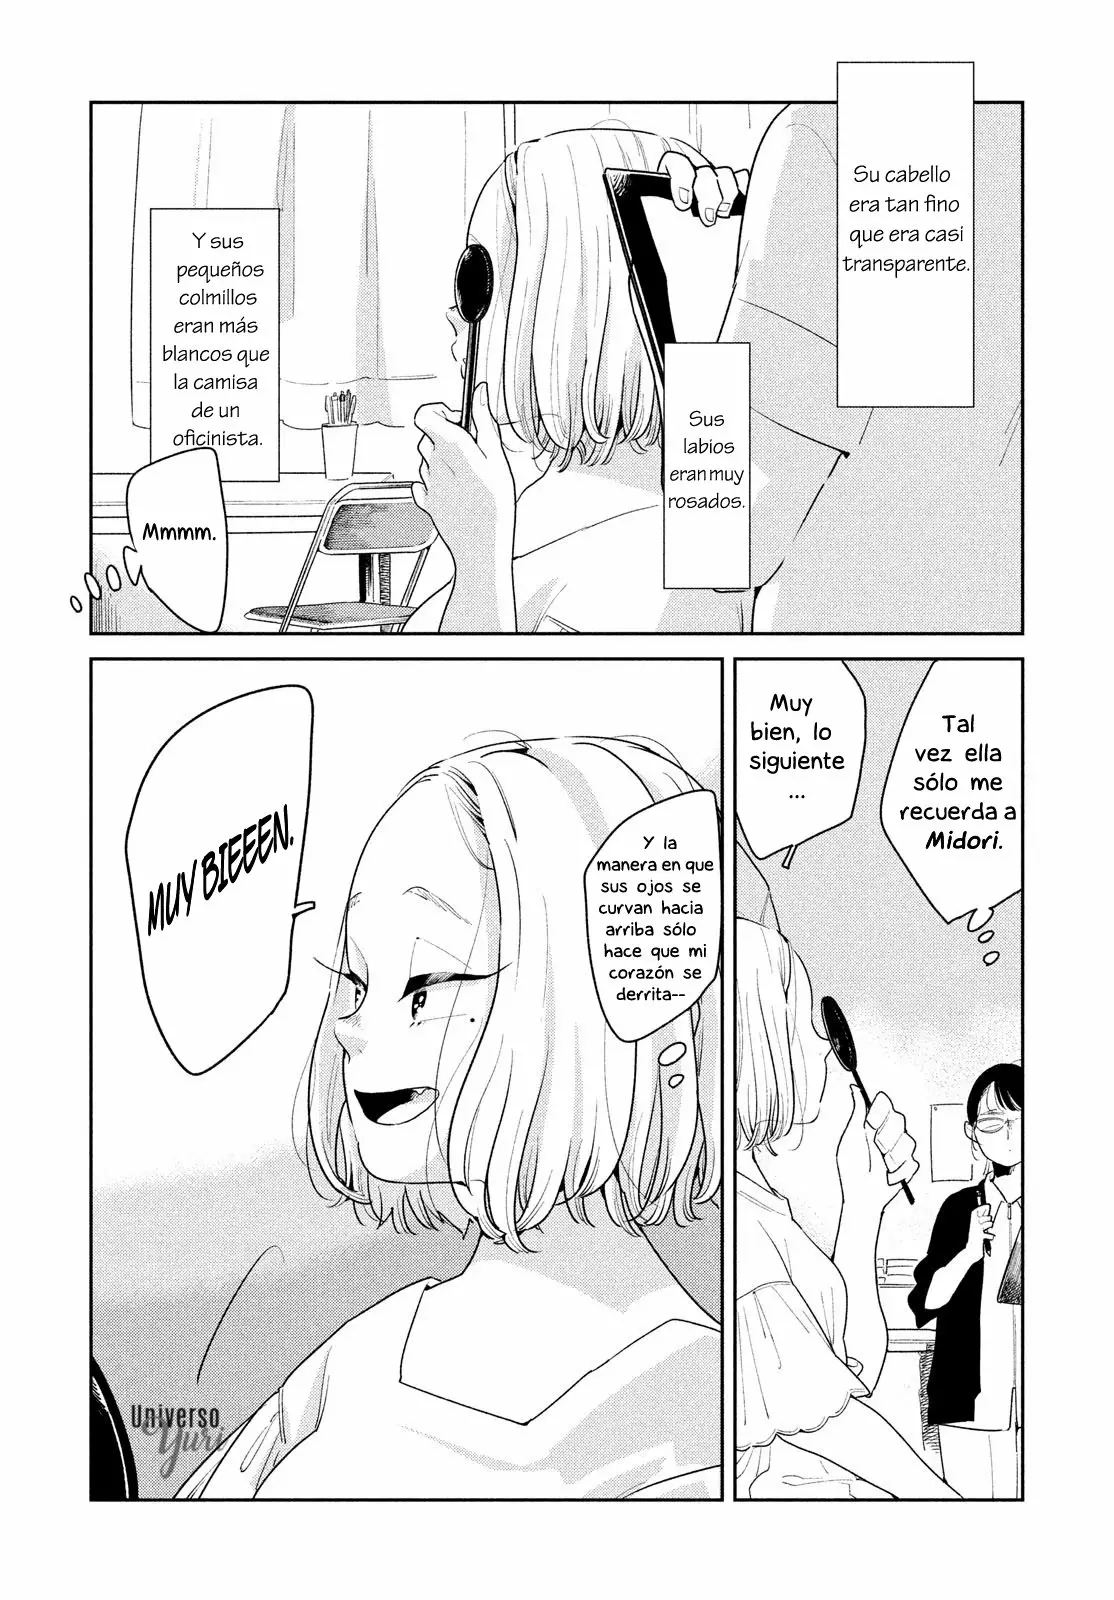 Su cabello
era tan fino
que era casi
transparente.
Sus
labios
eran muy
rosados.
Y sus
pequeños
colmillos
eran más
blancos que
la camisa
de un
oficinista.
Mmmm.
Tal
vez ella
sólo me
recuerda a
Midori.
Muy
bien, lo
siguiente
...
Y la
manera en que
sus ojos se
curvan hacia
arriba sólo
hace que mi
corazón se
derrita--
MUY BIEEEN.
Universo
Yuri